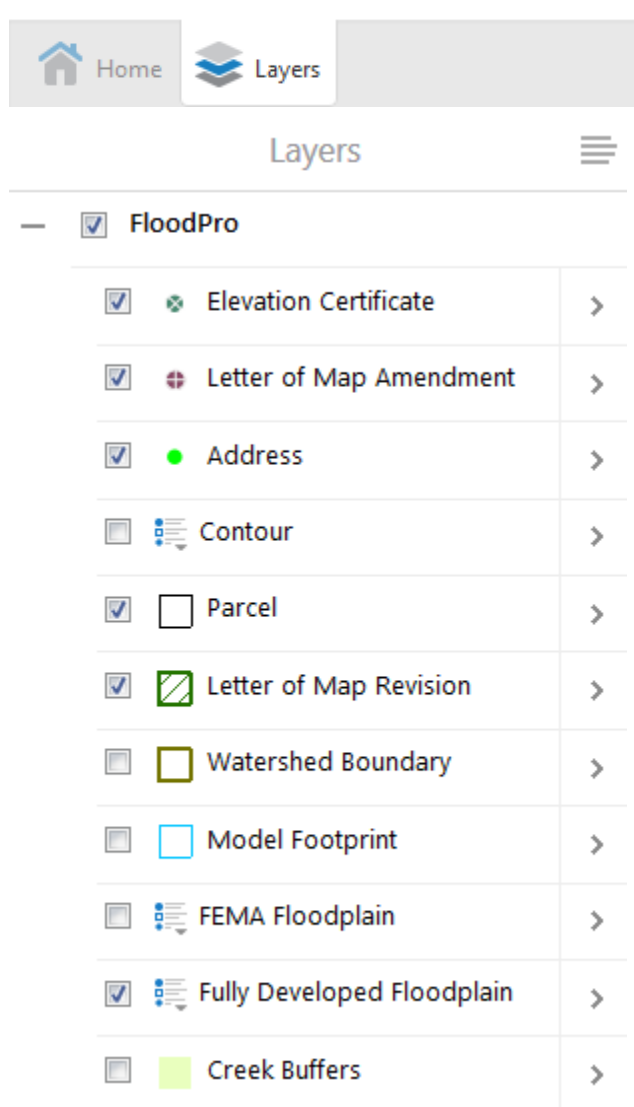 Home Layers
Layers
FloodPro
Elevation Certificate
Letter of Map Amendment
Address
Contour
Parcel
Letter of Map Revision
Watershed Boundary
Model Footprint
FEMA Floodplain
Fully Developed Floodplain
Creek Buffers